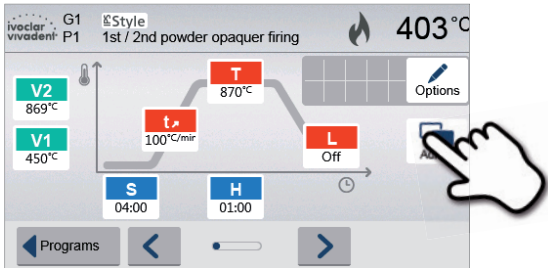 ivoclar vivadent
G1
P1
IPS Style
1st / 2nd powder opaquer firing
403°C
V2
869°C
V1
450°C
t↗
100°C/min
T
870°C
L
Off
S
04:00
H
01:00
Options
Programs